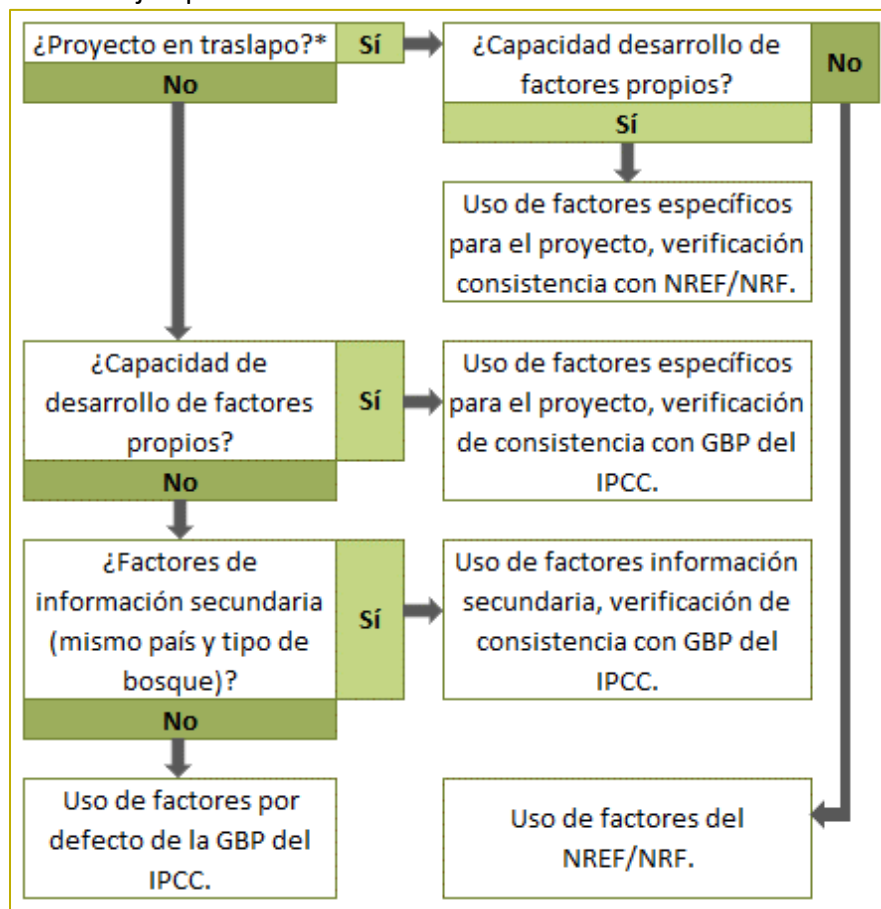 ¿Proyecto en traslapo?*
Sí
No
¿Capacidad desarrollo de
factores propios?
No
Sí
Uso de factores específicos
para el proyecto, verificación
consistencia con NREF/NRF.
¿Capacidad de
desarrollo de factores
propios?
Sí
No
Uso de factores específicos
para el proyecto, verificación
de consistencia con GBP del
IPCC.
¿Factores de
información secundaria
(mismo país y tipo de
bosque)?
Sí
No
Uso de factores información
secundaria, verificación de
consistencia con GBP del
IPCC.
Uso de factores por
defecto de la GBP del
IPCC.
Uso de factores del
NREF/NRF.